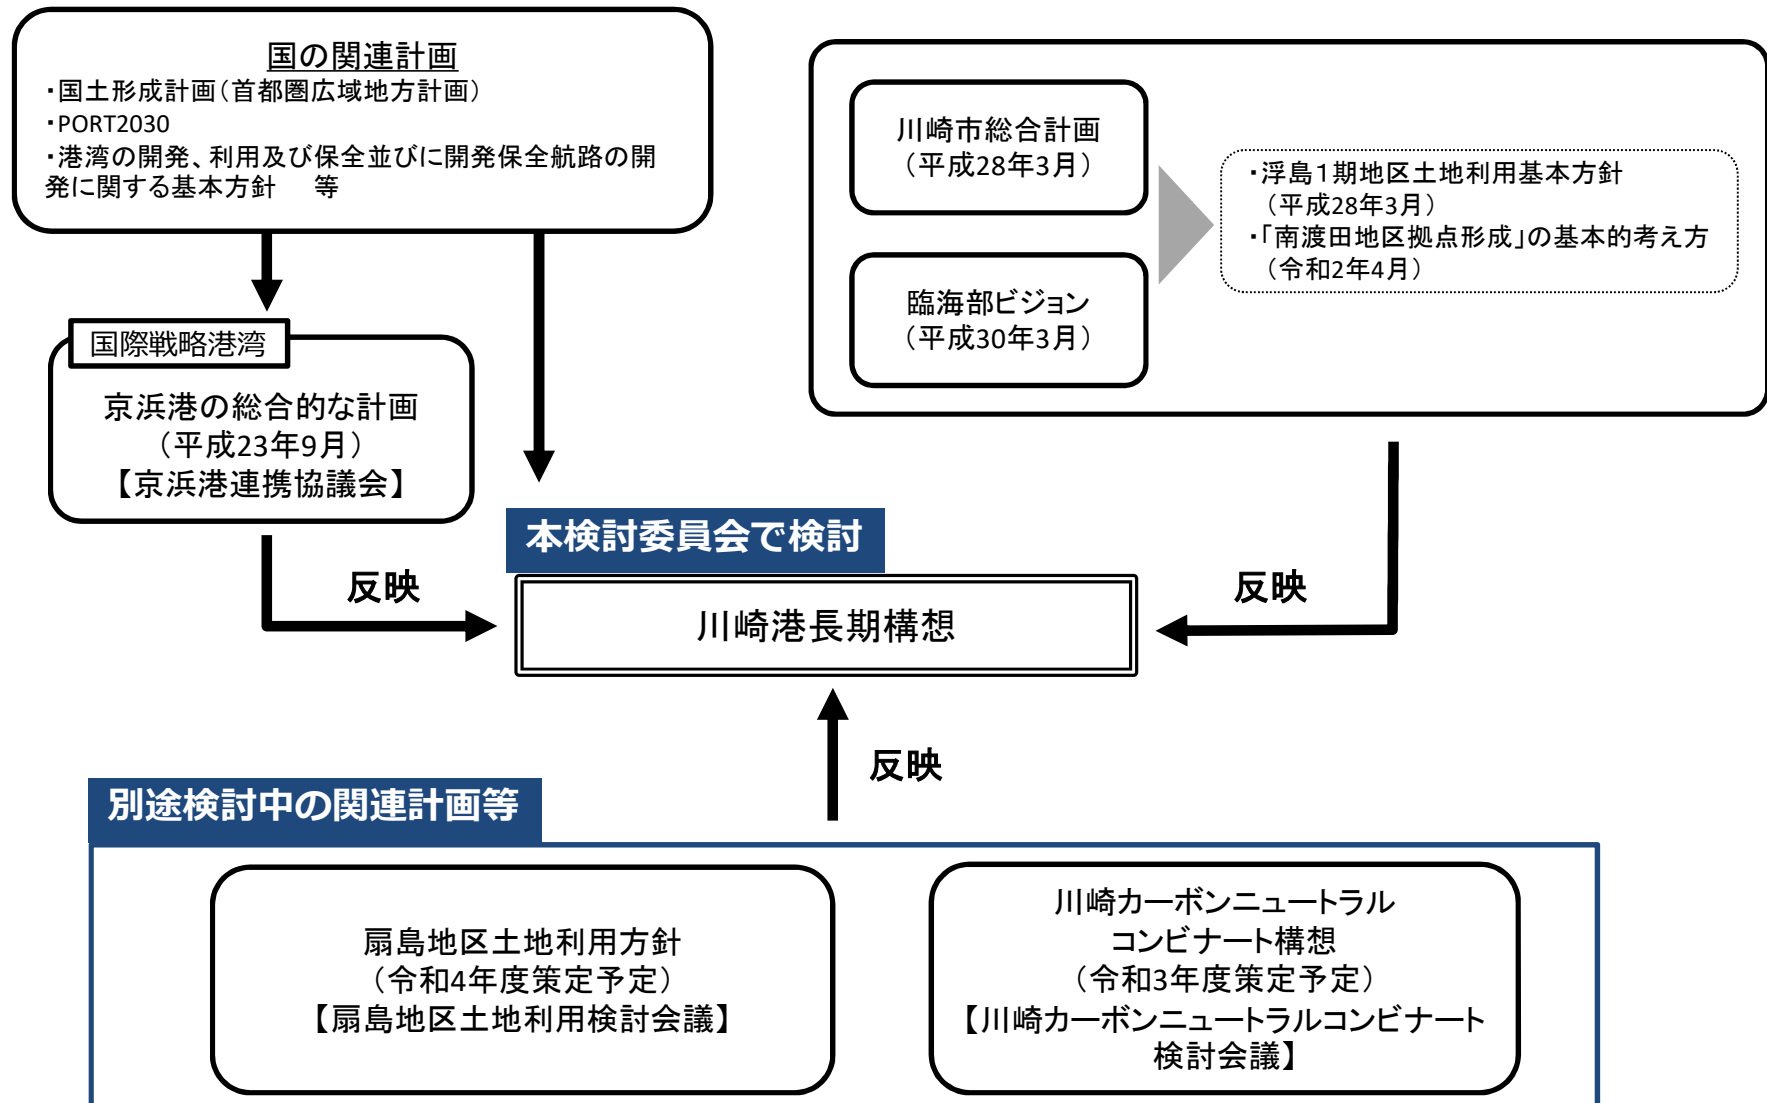 国の関連計画
・国土形成計画（首都圏広域地方計画）
・PORT2030
・港湾の開発、利用及び保全並びに開発保全航路の開
発に関する基本方針　等
国際戦略港湾
京浜港の総合的な計画
（平成23年9月）
【京浜港連携協議会】
川崎市総合計画
（平成28年3月）
臨海部ビジョン
（平成30年3月）
・浮島１期地区土地利用基本方針
（平成28年3月）
・「南渡田地区拠点形成」の基本的考え方
（令和2年4月）
本検討委員会で検討
反映
川崎港長期構想
反映
反映
別途検討中の関連計画等
扇島地区土地利用方針
（令和4年度策定予定）
【扇島地区土地利用検討会議】
川崎カーボンニュートラル
コンビナート構想
（令和3年度策定予定）
【川崎カーボンニュートラルコンビナート
検討会議】